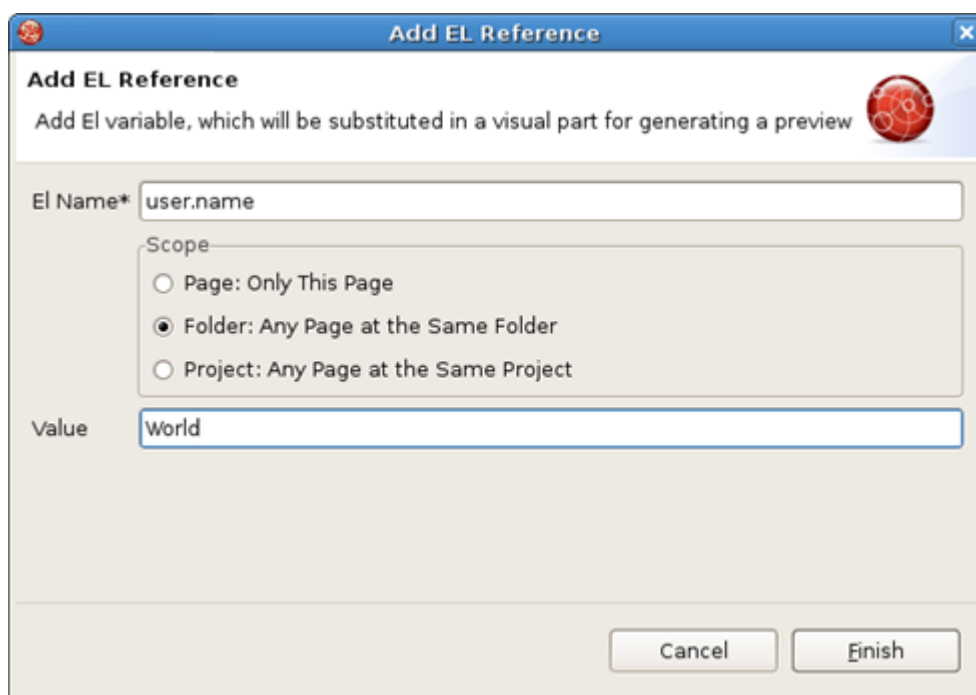 Add EL Reference
Add EL Reference
Add El variable, which will be substituted in a visual part for generating a preview
El Name* user.name
Scope
Page: Only This Page
Folder: Any Page at the Same Folder
Project: Any Page at the Same Project
Value World
Cancel Finish